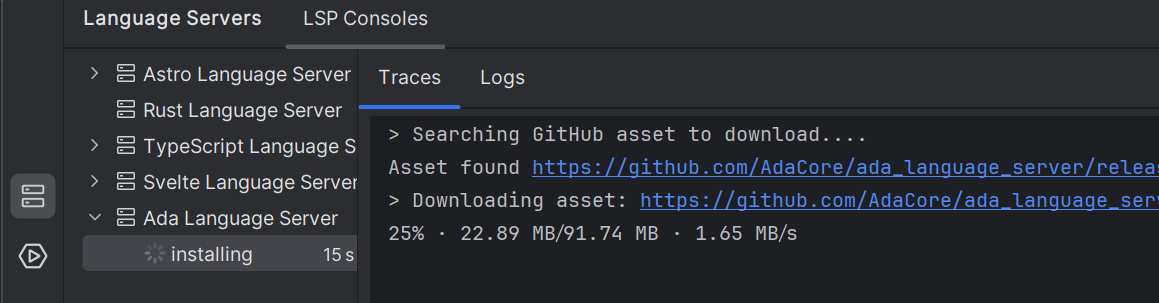 Language Servers
LSP Consoles
Astro Language Server
Rust Language Server
TypeScript Language S
Svelte Language Server
Ada Language Server
installing 15 s
Traces
Logs
> Searching GitHub asset to download....
Asset found https://github.com/AdaCore/ada_language_server/relea
> Downloading asset: https://github.com/AdaCore/ada_language_ser
25% · 22.89 MB/91.74 MB · 1.65 MB/s